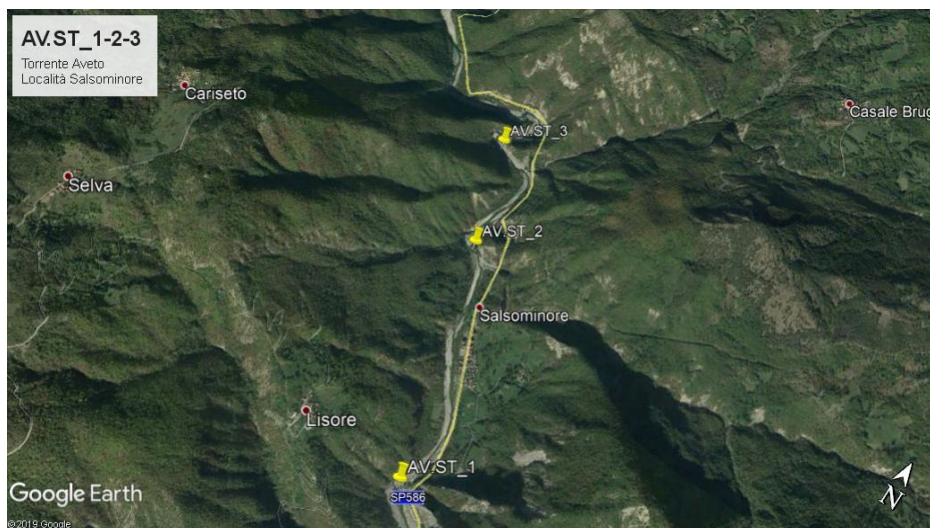 AV.ST_1-2-3
Torrente Aveto
Località Salsominore
Cariseto
Casale Brug
AV.ST_3
Selva
AV.ST_2
Salsominore
Lisore
AV.ST_1
SP586
Google Earth
N
©2019 Google